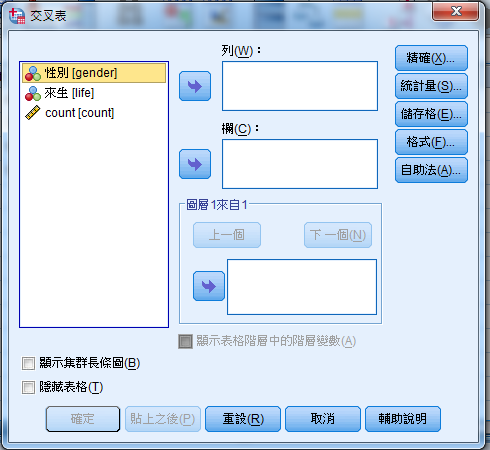 交叉表
列(W)：
性別 [gender]
來生 [life]
count [count]
精確(X)...
統計量(S)...
儲存格(E)...
格式(F)...
自助法(A)...
欄(C)：
圖層1來自1
上一個
下一個(N)
顯示表格階層中的階層變數(A)
顯示集群長條圖(B)
隱藏表格(T)
確定
貼上之後(P)
重設(R)
取消
輔助說明